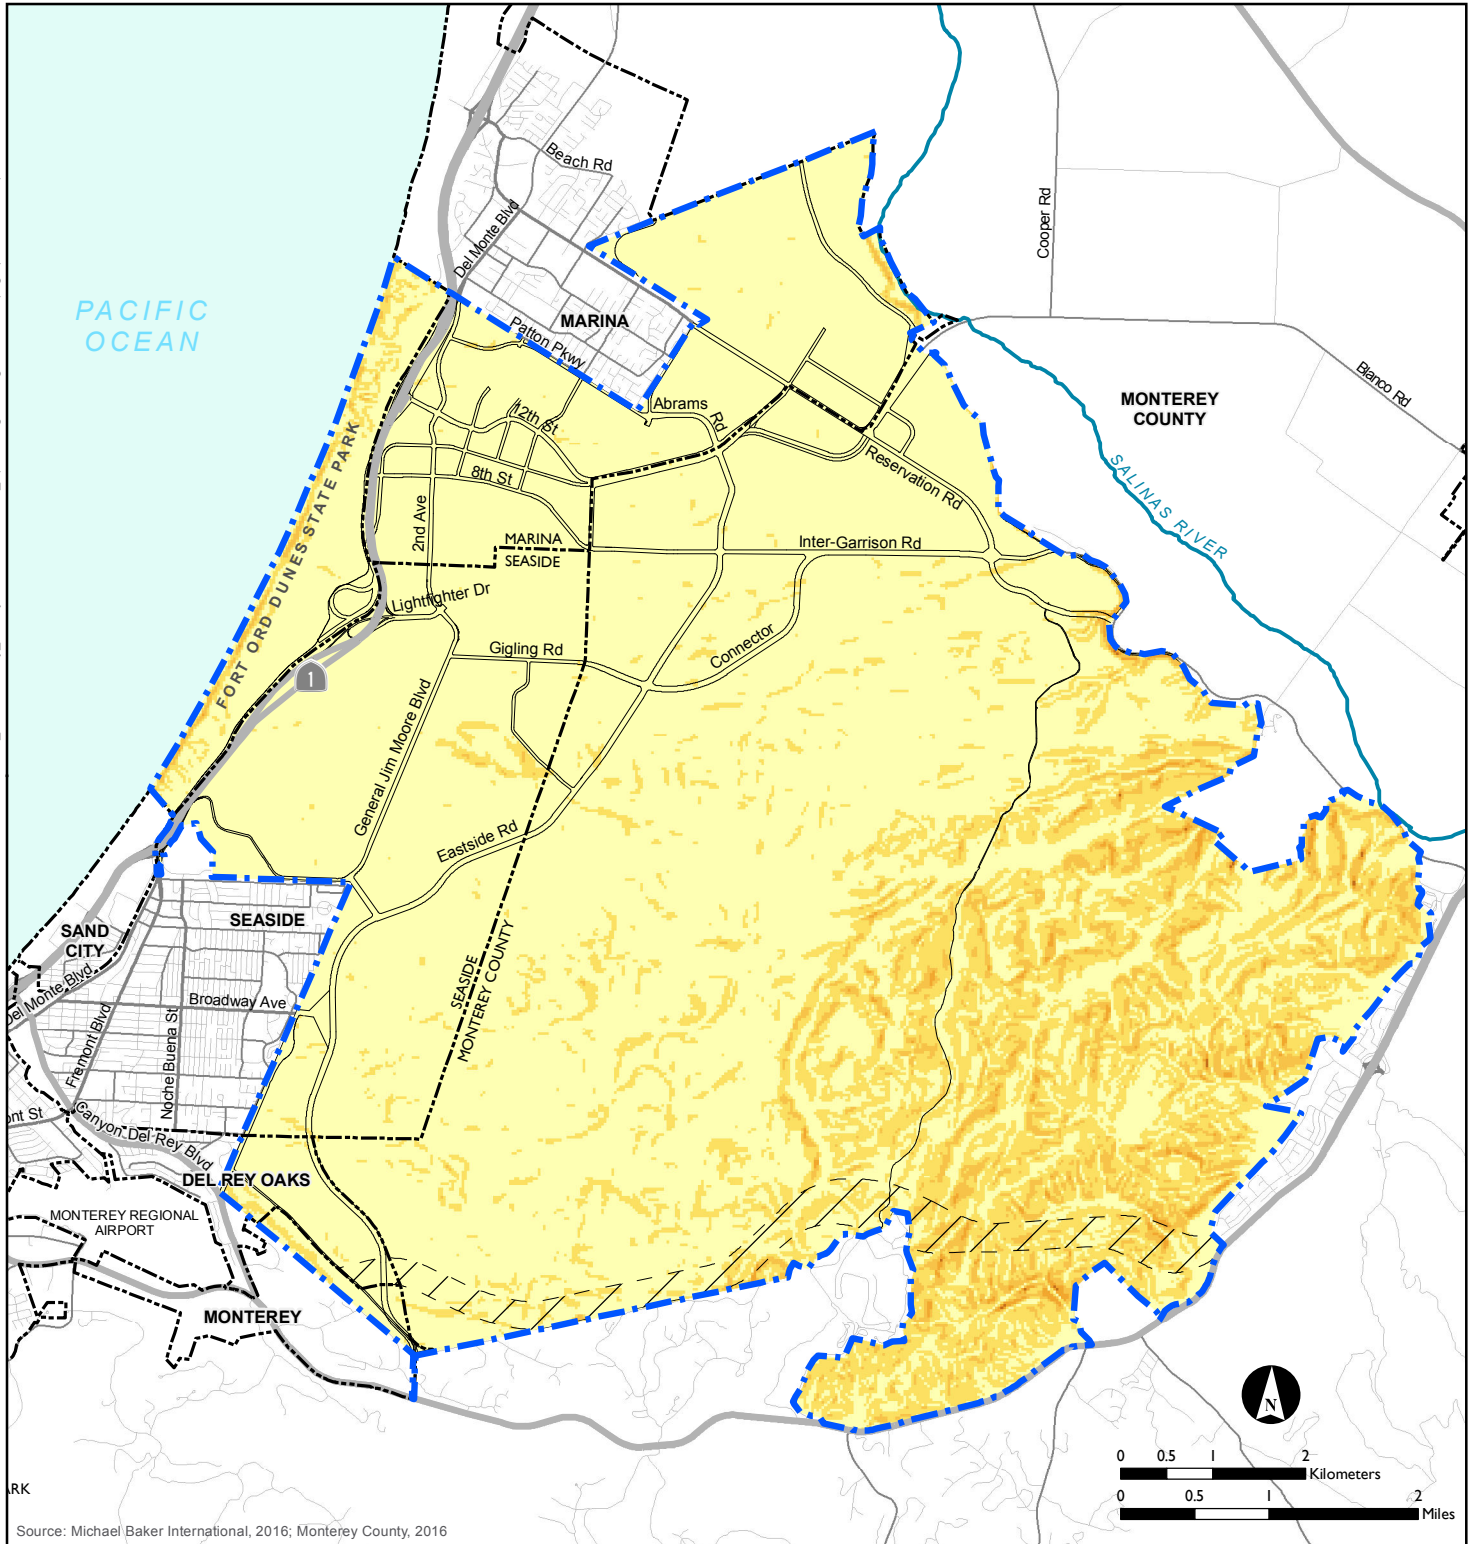 Beach Rd
Cooper Rd
Del Monte Blvd
PACIFIC
OCEAN
MARINA
Patton Pkwy
Blanco Rd
MONTEREY
COUNTY
Abrams
Rd
12th St
FORT ORD DUNES STATE PARK
8th St
Reservation Rd
SALINAS RIVER
2nd Ave
MARINA
SEASIDE
Inter-Garrison Rd
Lightfighter Dr
Gigling Rd
Connector
1
General Jim Moore Blvd
Eastside Rd
SEASIDE
SAND
CITY
SEASIDE
MONTEREY COUNTY
Del Monte Blvd
Broadway Ave
Fremont Blvd
Noche Buena St
ont St
Canyon Del Rey Blvd
DEL REY OAKS
MONTEREY REGIONAL
AIRPORT
MONTEREY
N
0 0.5 1 2
Kilometers
0 0.5 1 2
Miles
ARK
Source: Michael Baker International, 2016; Monterey County, 2016